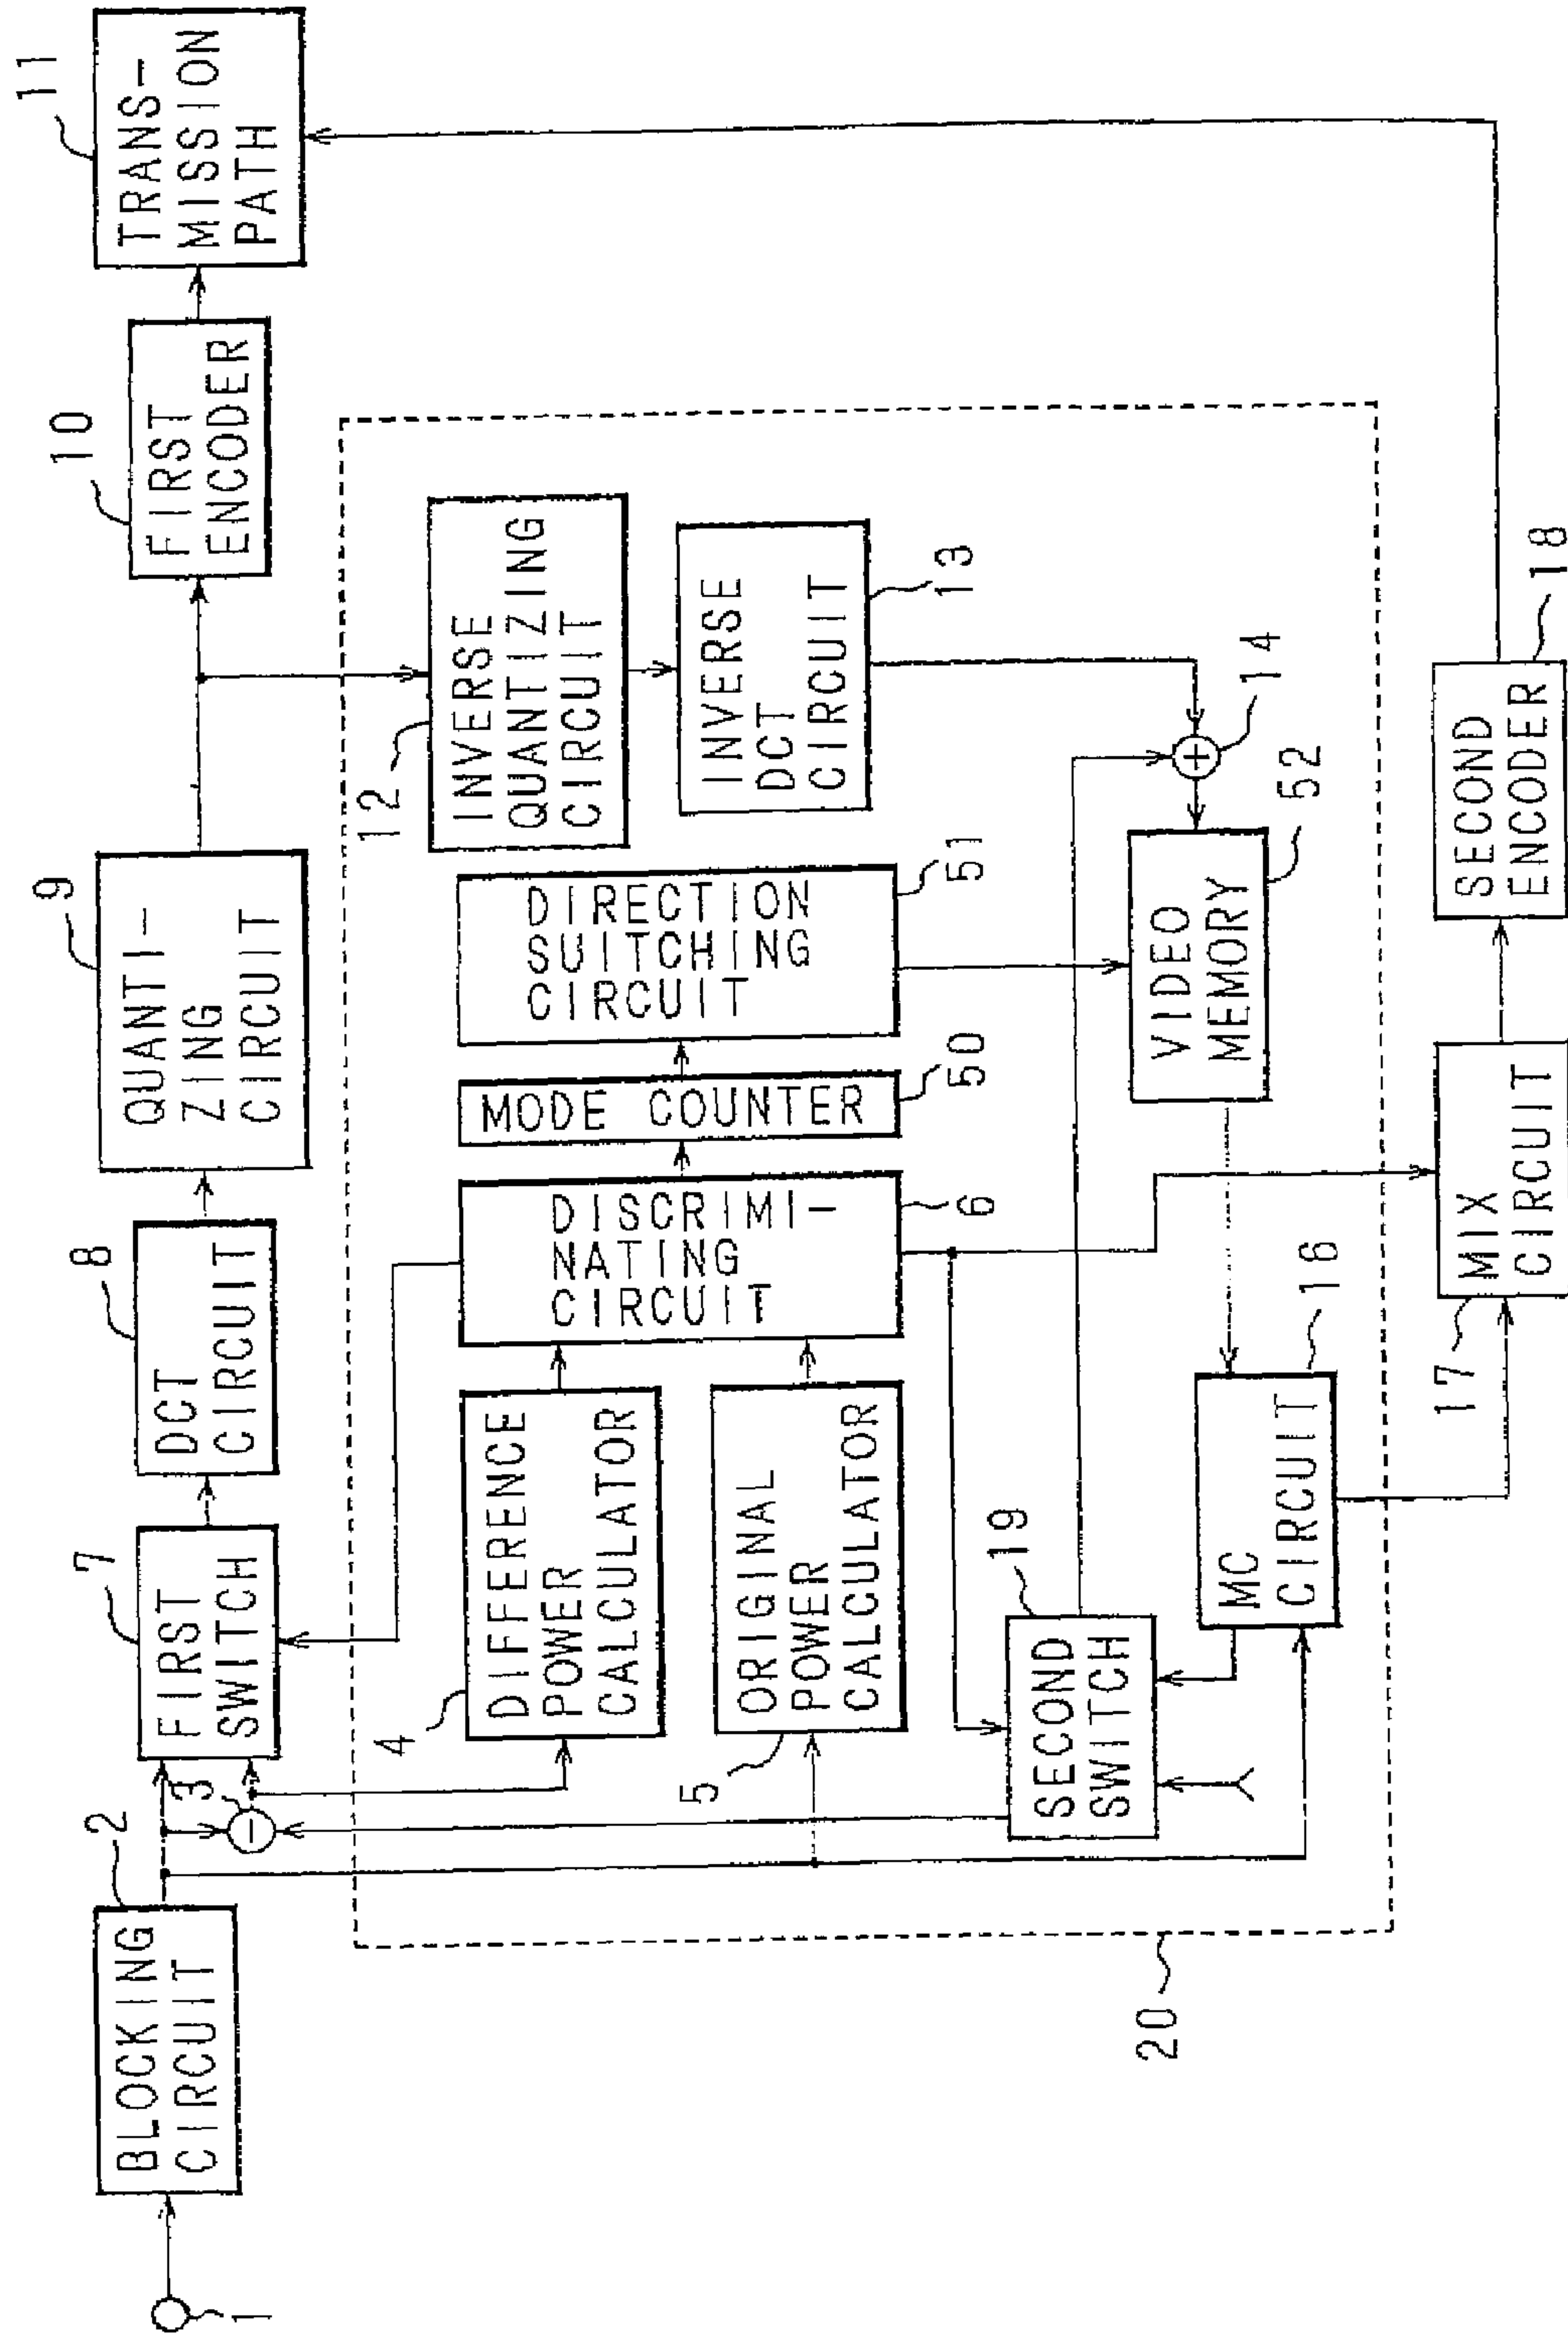 1
2
BLOCKING
CIRCUIT
3
7
FIRST
SWITCH
8
DCT
CIRCUIT
9
QUANTI-
ZING
CIRCUIT
10
FIRST
ENCODER
11
TRANS-
MISSION
PATH
4
DIFFERENCE
POWER
CALCULATOR
5
ORIGINAL
POWER
CALCULATOR
DISCRIMI-
NATING
CIRCUIT
6
MODE COUNTER
50
DIRECTION
SUITCHING
CIRCUIT
51
12
INVERSE
QUANTIZING
CIRCUIT
INVERSE
DCT
CIRCUIT
13
14
19
SECOND
SWITCH
MC
CIRCUIT
16
VIDEO
MEMORY
52
20
17
MIX
CIRCUIT
SECOND
ENCODER
18